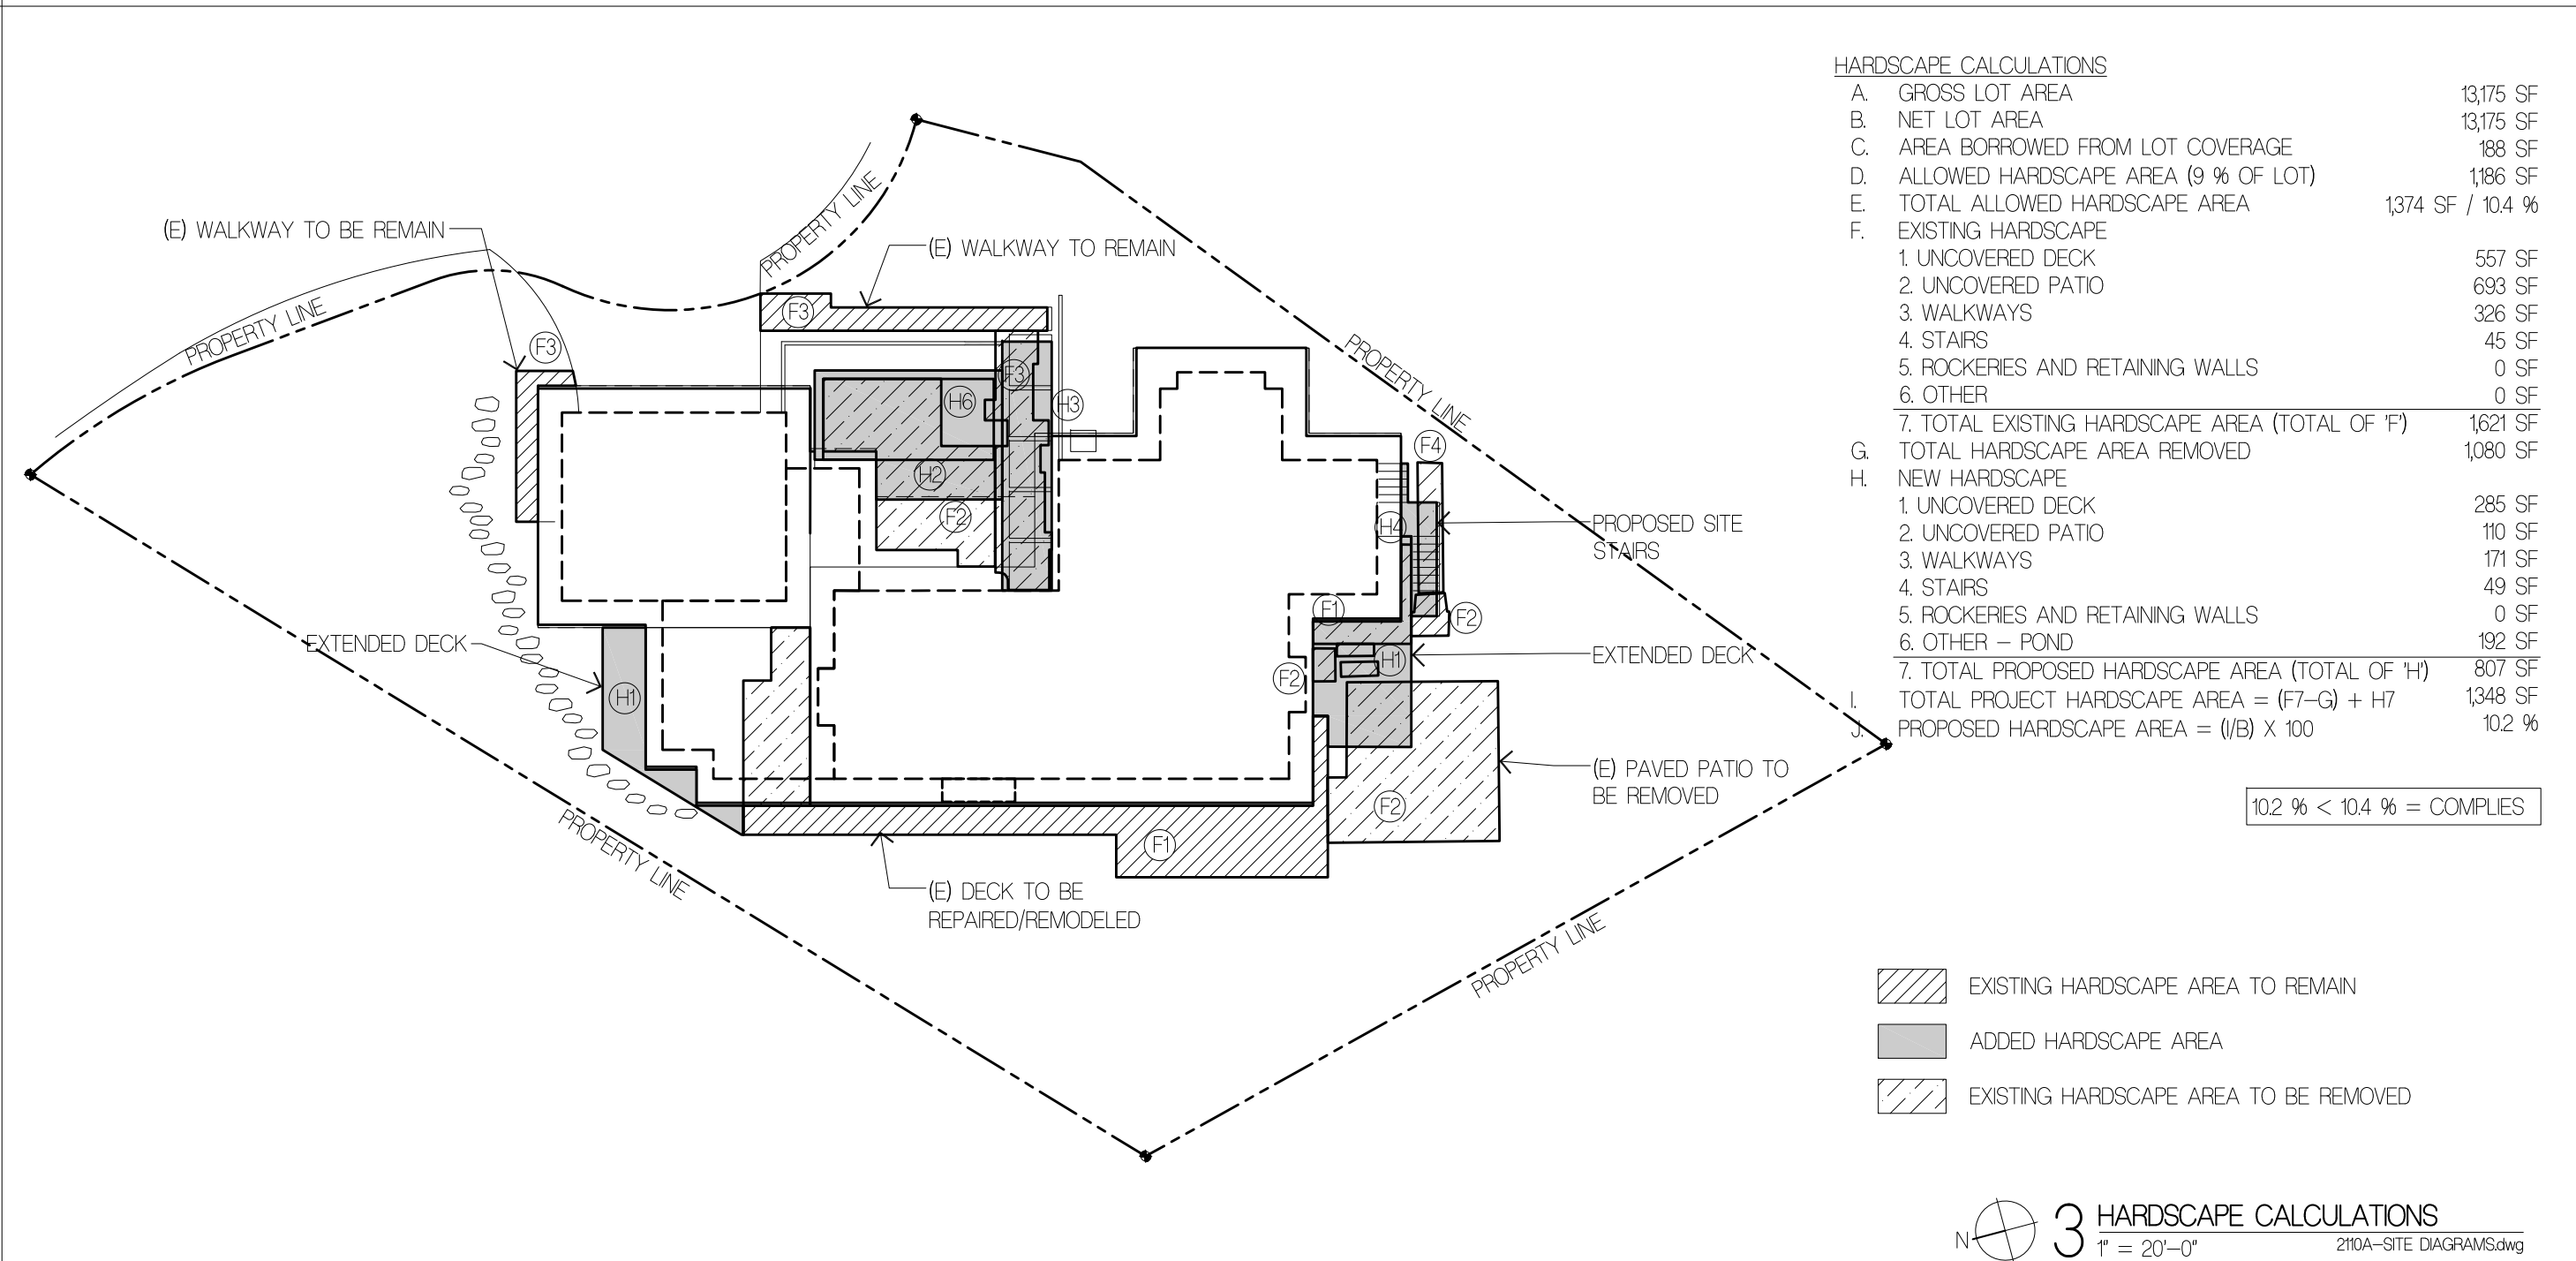 HARDSCAPE CALCULATIONS
A. GROSS LOT AREA 13,175 SF
B. NET LOT AREA 13,175 SF
C. AREA BORROWED FROM LOT COVERAGE 188 SF
D. ALLOWED HARDSCAPE AREA (9 % OF LOT) 1,186 SF
E. TOTAL ALLOWED HARDSCAPE AREA 1,374 SF / 10.4 %
F. EXISTING HARDSCAPE
1. UNCOVERED DECK 557 SF
2. UNCOVERED PATIO 693 SF
3. WALKWAYS 326 SF
4. STAIRS 45 SF
5. ROCKERIES AND RETAINING WALLS 0 SF
6. OTHER 0 SF
7. TOTAL EXISTING HARDSCAPE AREA (TOTAL OF 'F') 1,621 SF
G. TOTAL HARDSCAPE AREA REMOVED 1,080 SF
H. NEW HARDSCAPE
1. UNCOVERED DECK 285 SF
2. UNCOVERED PATIO 110 SF
3. WALKWAYS 171 SF
4. STAIRS 49 SF
5. ROCKERIES AND RETAINING WALLS 0 SF
6. OTHER – POND 192 SF
7. TOTAL PROPOSED HARDSCAPE AREA (TOTAL OF 'H') 807 SF
I. TOTAL PROJECT HARDSCAPE AREA = (F7–G) + H7 1,348 SF
J. PROPOSED HARDSCAPE AREA = (I/B) X 100 10.2 %
10.2 % < 10.4 % = COMPLIES
(E) WALKWAY TO BE REMAIN
PROPERTY LINE
PROPERTY LINE
(E) WALKWAY TO REMAIN
PROPERTY LINE
F3
F3
F3
H6
H3
H2
F2
F4
H4
PROPOSED SITE
STAIRS
F1
F2
EXTENDED DECK
H1
EXTENDED DECK
H1
F2
(E) PAVED PATIO TO
BE REMOVED
F2
F1
(E) DECK TO BE
REPAIRED/REMODELED
PROPERTY LINE
PROPERTY LINE
EXISTING HARDSCAPE AREA TO REMAIN
ADDED HARDSCAPE AREA
EXISTING HARDSCAPE AREA TO BE REMOVED
N
3 HARDSCAPE CALCULATIONS
1" = 20'–0" 2110A–SITE DIAGRAMS.dwg